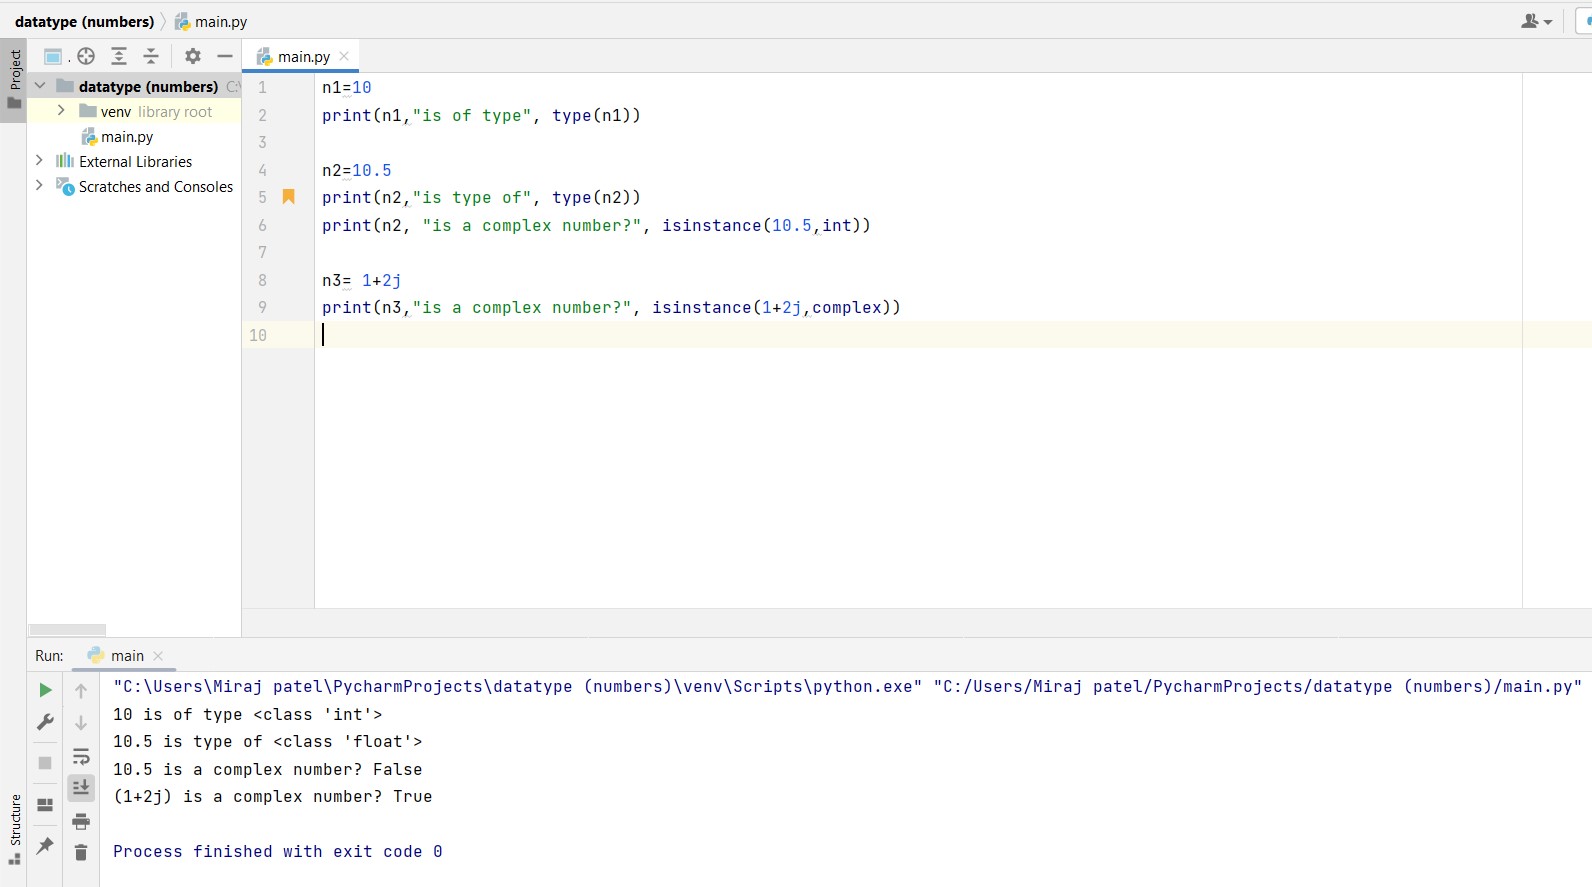 datatype (numbers) main.py
Project
datatype (numbers) C:\
venv library root
main.py
External Libraries
Scratches and Consoles
main.py
1 n1=10
2 print(n1,"is of type", type(n1))
3
4 n2=10.5
5 print(n2,"is type of", type(n2))
6 print(n2, "is a complex number?", isinstance(10.5,int))
7
8 n3= 1+2j
9 print(n3,"is a complex number?", isinstance(1+2j,complex))
10
Run: main
"C:\Users\Miraj patel\PycharmProjects\datatype (numbers)\venv\Scripts\python.exe" "C:/Users/Miraj patel/PycharmProjects/datatype (numbers)/main.py"
10 is of type <class 'int'>
10.5 is type of <class 'float'>
10.5 is a complex number? False
(1+2j) is a complex number? True
Process finished with exit code 0
Structure